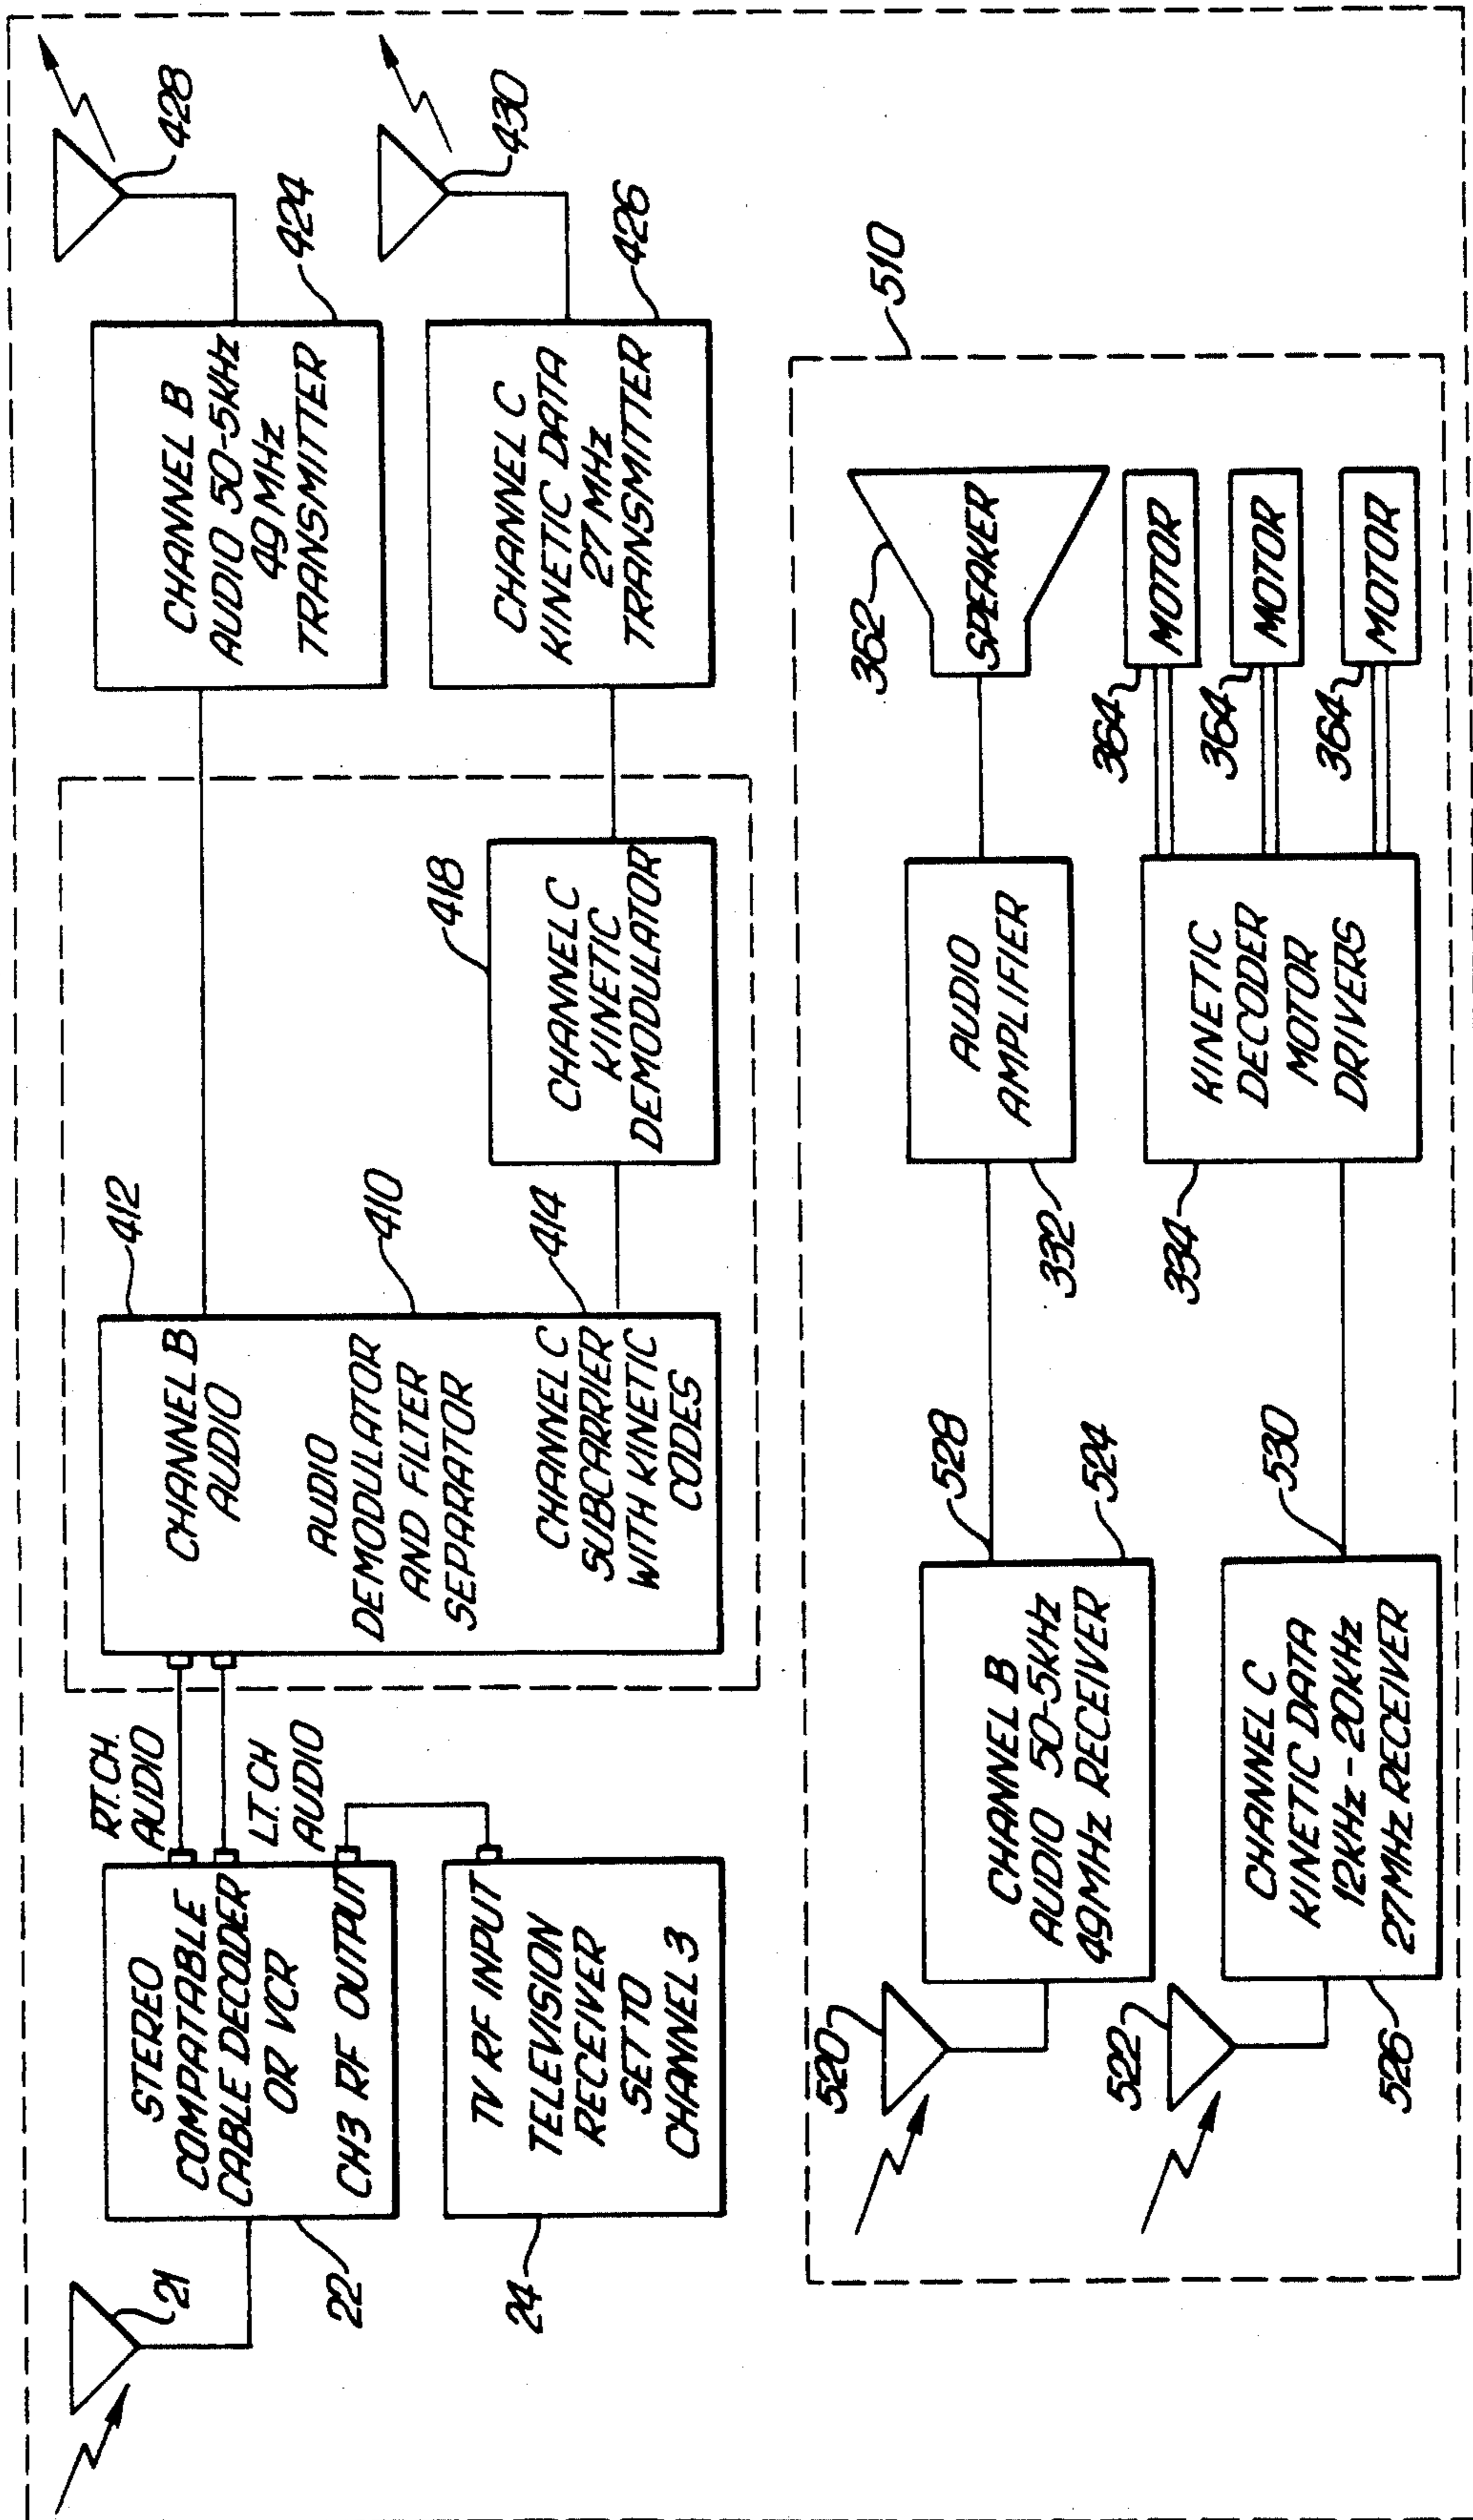 21
STEREO
COMPATABLE
CABLE DECODER
OR VCR
CH3 RF OUTPUT
22
RT. CH.
AUDIO
LT. CH
AUDIO
TV RF INPUT
TELEVISION
RECEIVER
SET TO
CHANNEL 3
24
CHANNEL B
AUDIO
412
AUDIO
DEMODULATOR
AND FILTER
SEPARATOR
410
CHANNEL C
SUBCARRIER
WITH KINETIC
CODES
414
CHANNEL C
KINETIC
DEMODULATOR
418
CHANNEL B
AUDIO 50-5KHz
49 MHz
TRANSMITTER
424
428
CHANNEL C
KINETIC DATA
27 MHz
TRANSMITTER
426
430
510
520
CHANNEL B
AUDIO 50-5KHz
49MHz RECEIVER
528
524
522
CHANNEL C
KINETIC DATA
12KHz-20KHz
27MHz RECEIVER
530
526
AUDIO
AMPLIFIER
332
KINETIC
DECODER
MOTOR
DRIVERS
334
362
SPEAKER
364
MOTOR
364
MOTOR
364
MOTOR